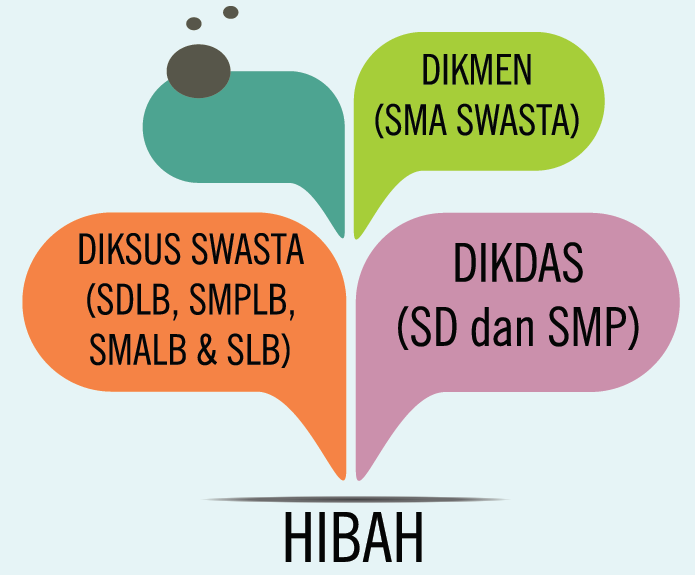 DIKMEN
(SMA SWASTA)
DIKSUS SWASTA
(SDLB, SMPLB,
SMALB & SLB)
DIKDAS
(SD dan SMP)
HIBAH